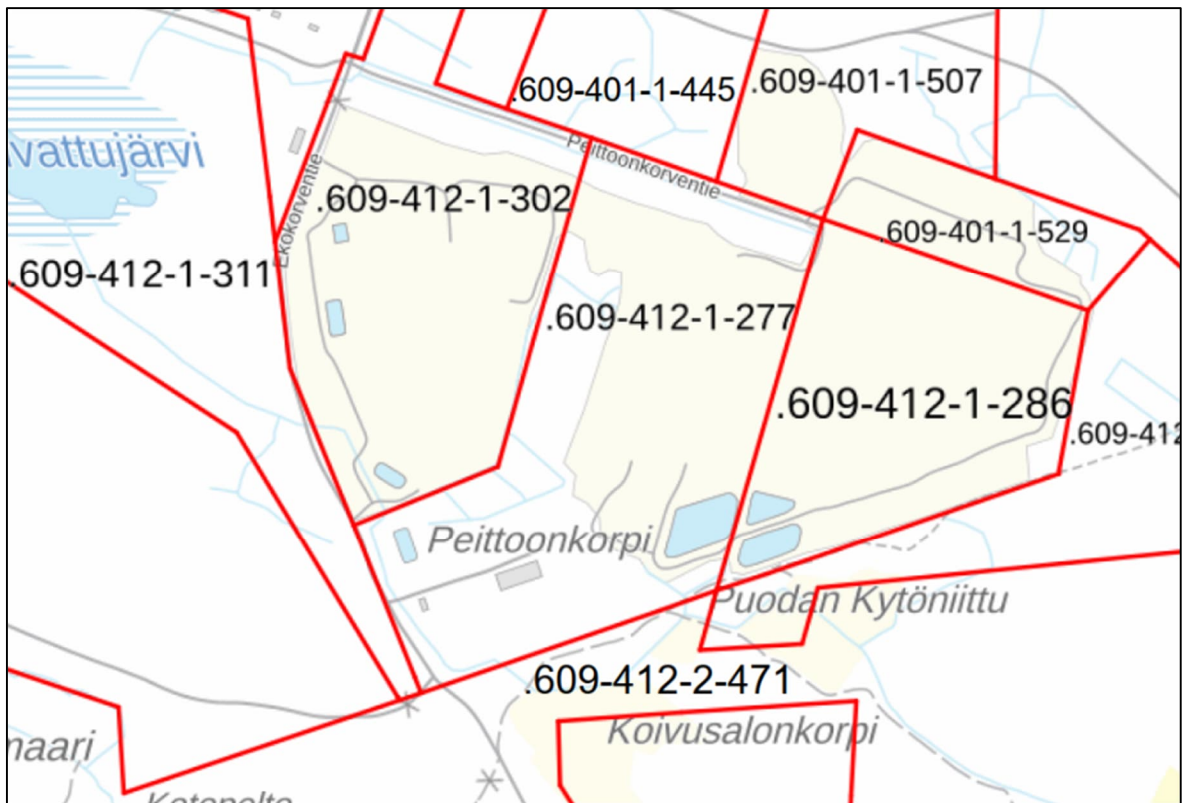 .609-401-1-445
.609-401-1-507
Peittoonkorventie
vattujärvi
Ekokorventie
.609-412-1-302
.609-401-1-529
.609-412-1-311
.609-412-1-277
.609-412-1-286
.609-412
Peittoonkorpi
Puodan Kytöniittu
.609-412-2-471
Koivusalonkorpi
naari